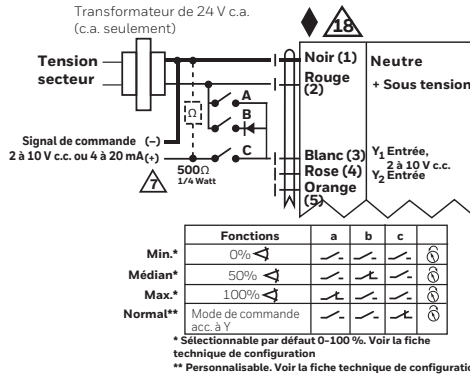 Transformateur de 24 V c.a.
(c.a. seulement)
18
Tension
secteur
Noir (1)
Neutre
Rouge
(2)
+ Sous tension
A
B
C
Ω
Signal de commande (–)
2 à 10 V c.c. ou 4 à 20 mA(+)
7
500Ω
1/4 Watt
Blanc (3)
Rose (4)
Orange
(5)
Y1 Entrée,
2 à 10 V c.c.
Y2 Entrée
Fonctions a b c
Min.* 0%
Médian* 50%
Max.* 100%
Normal** Mode de commande
acc. à Y
* Sélectionnable par défaut 0-100 %. Voir la fiche
technique de configuration
** Personnalisable. Voir la fiche technique de configuration